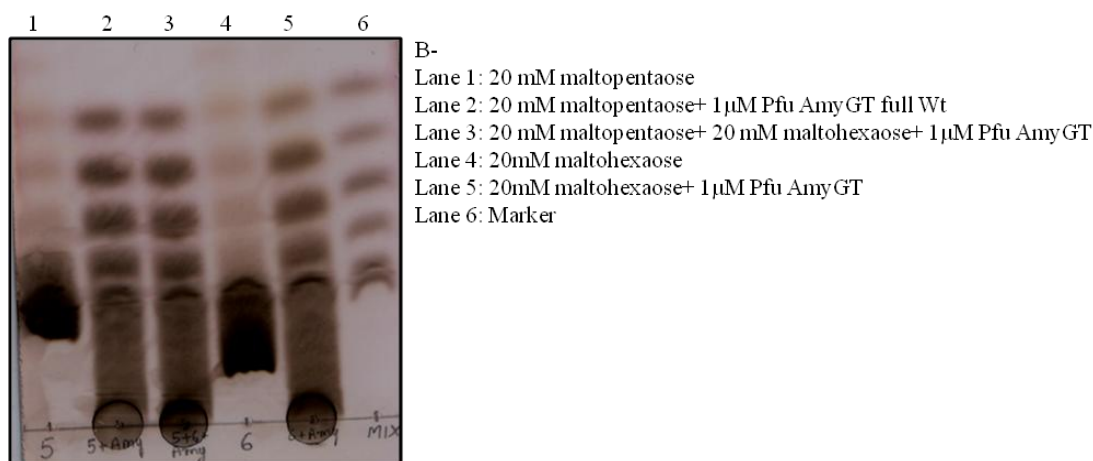 1 2 3 4 5 6
B-
Lane 1: 20 mM maltopentaose
Lane 2: 20 mM maltopentaose+ 1µM Pfu AmyGT full Wt
Lane 3: 20 mM maltopentaose+ 20 mM maltohexaose+ 1µM Pfu AmyGT
Lane 4: 20mM maltohexaose
Lane 5: 20mM maltohexaose+ 1µM Pfu AmyGT
Lane 6: Marker
5 5+Amy 5+6+ 6 6+Amy MIX
Amy